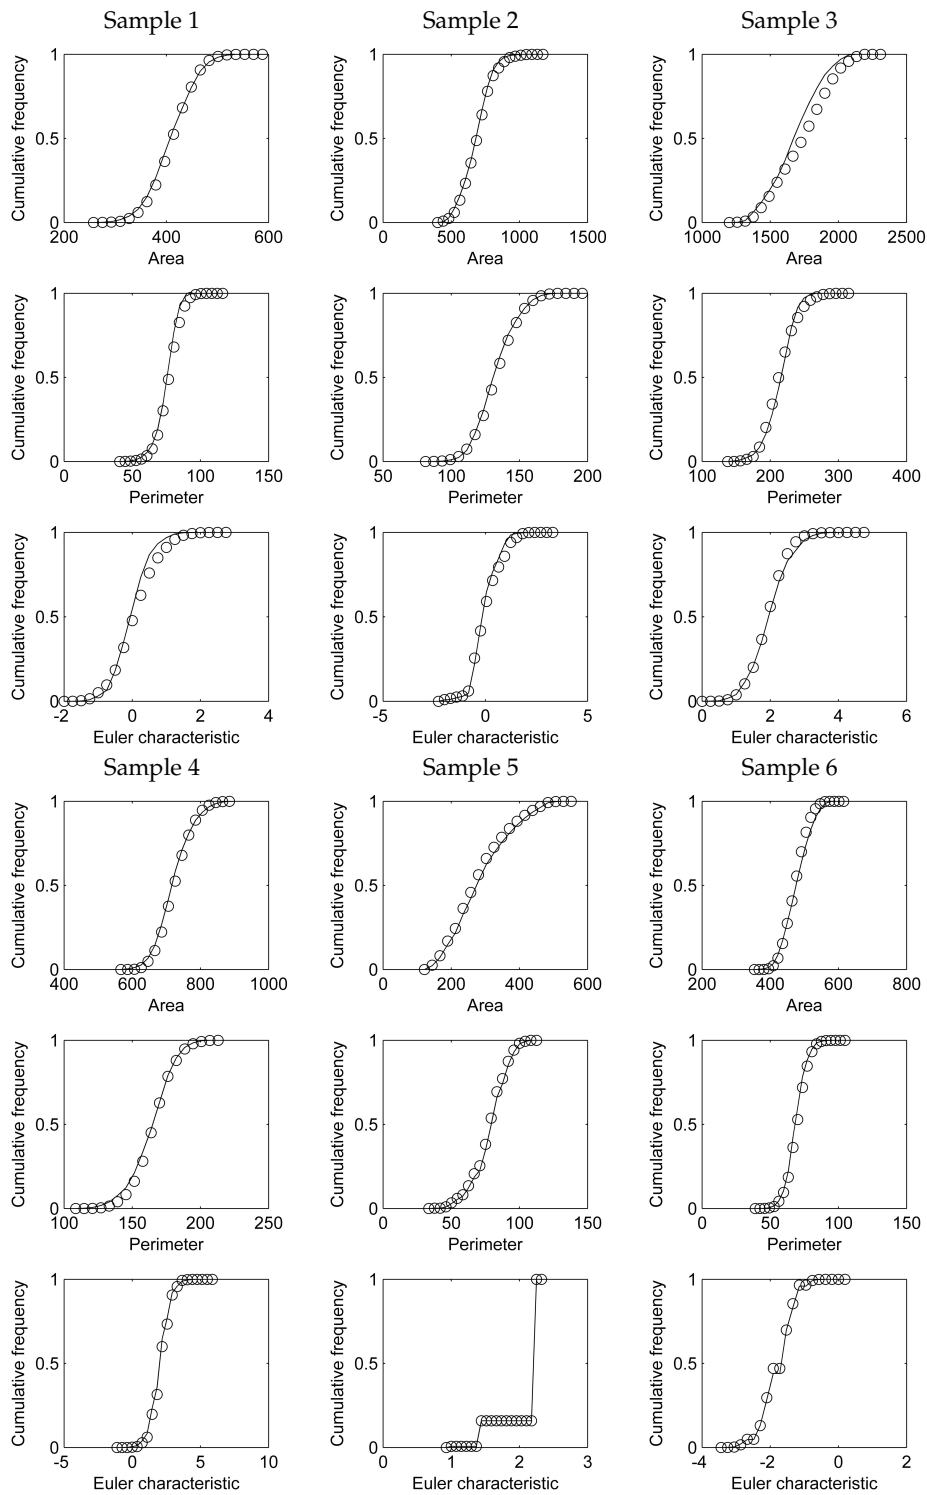 Sample 1 Sample 2 Sample 3
1 1 1
Cumulative frequency Cumulative frequency Cumulative frequency
0.5 0.5 0.5
0 0 0
200 400 600 0 500 1000 1500 1000 1500 2000 2500
Area Area Area
1 1 1
Cumulative frequency Cumulative frequency Cumulative frequency
0.5 0.5 0.5
0 0 0
0 50 100 150 50 100 150 200 100 200 300 400
Perimeter Perimeter Perimeter
1 1 1
Cumulative frequency Cumulative frequency Cumulative frequency
0.5 0.5 0.5
0 0 0
-2 0 2 4 -5 0 5 0 2 4 6
Euler characteristic Euler characteristic Euler characteristic
Sample 4 Sample 5 Sample 6
1 1 1
Cumulative frequency Cumulative frequency Cumulative frequency
0.5 0.5 0.5
0 0 0
400 600 800 1000 0 200 400 600 200 400 600 800
Area Area Area
1 1 1
Cumulative frequency Cumulative frequency Cumulative frequency
0.5 0.5 0.5
0 0 0
100 150 200 250 0 50 100 150 0 50 100 150
Perimeter Perimeter Perimeter
1 1 1
Cumulative frequency Cumulative frequency Cumulative frequency
0.5 0.5 0.5
0 0 0
-5 0 5 10 0 1 2 3 -4 -2 0 2
Euler characteristic Euler characteristic Euler characteristic